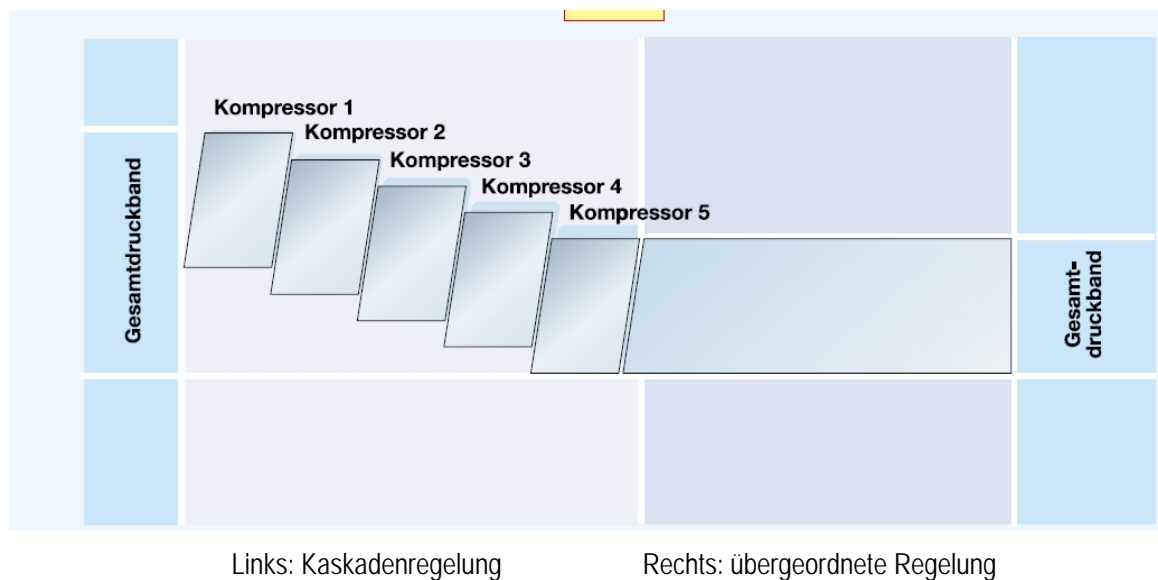 Kompressor 1
Kompressor 2
Kompressor 3
Kompressor 4
Kompressor 5
Gesamtdruckband
Gesamt-
druckband
Links: Kaskadenregelung
Rechts: übergeordnete Regelung